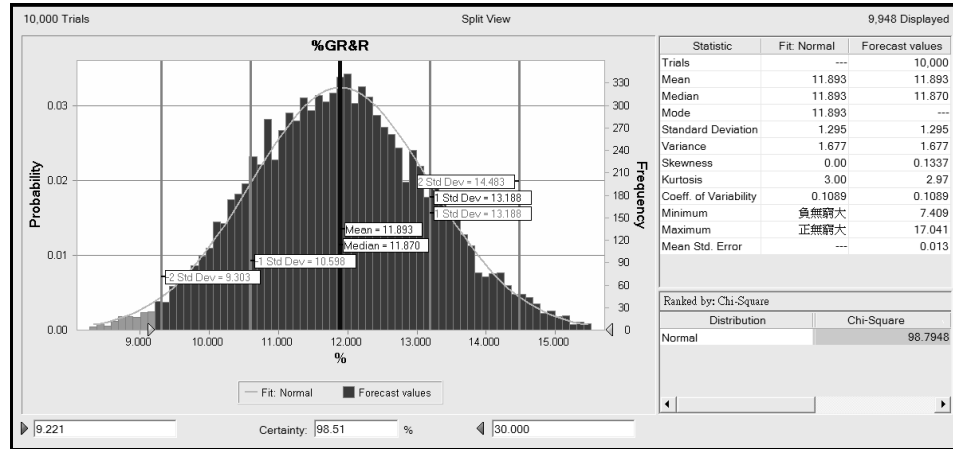 10,000 Trials
Split View
9,948 Displayed
%GR&R
Probability
0.03
0.02
0.01
0.00
Frequency
330
300
270
240
210
180
150
120
90
60
30
0
2 Std Dev = 14.483
1 Std Dev = 13.188
1 Std Dev = 13.188
Mean = 11.893
Median = 11.870
-1 Std Dev = 10.598
-2 Std Dev = 9.303
9.000 10.000 11.000 12.000 13.000 14.000 15.000
%
Fit: Normal Forecast values
9.221 Certainty: 98.51 % 30.000
Statistic Fit: Normal Forecast values
Trials --- 10,000
Mean 11.893 11.893
Median 11.893 11.870
Mode 11.893 ---
Standard Deviation 1.295 1.295
Variance 1.677 1.677
Skewness 0.00 0.1337
Kurtosis 3.00 2.97
Coeff. of Variability 0.1089 0.1089
Minimum 負無窮大 7.409
Maximum 正無窮大 17.041
Mean Std. Error --- 0.013
Ranked by: Chi-Square
Distribution Chi-Square
Normal 98.7948